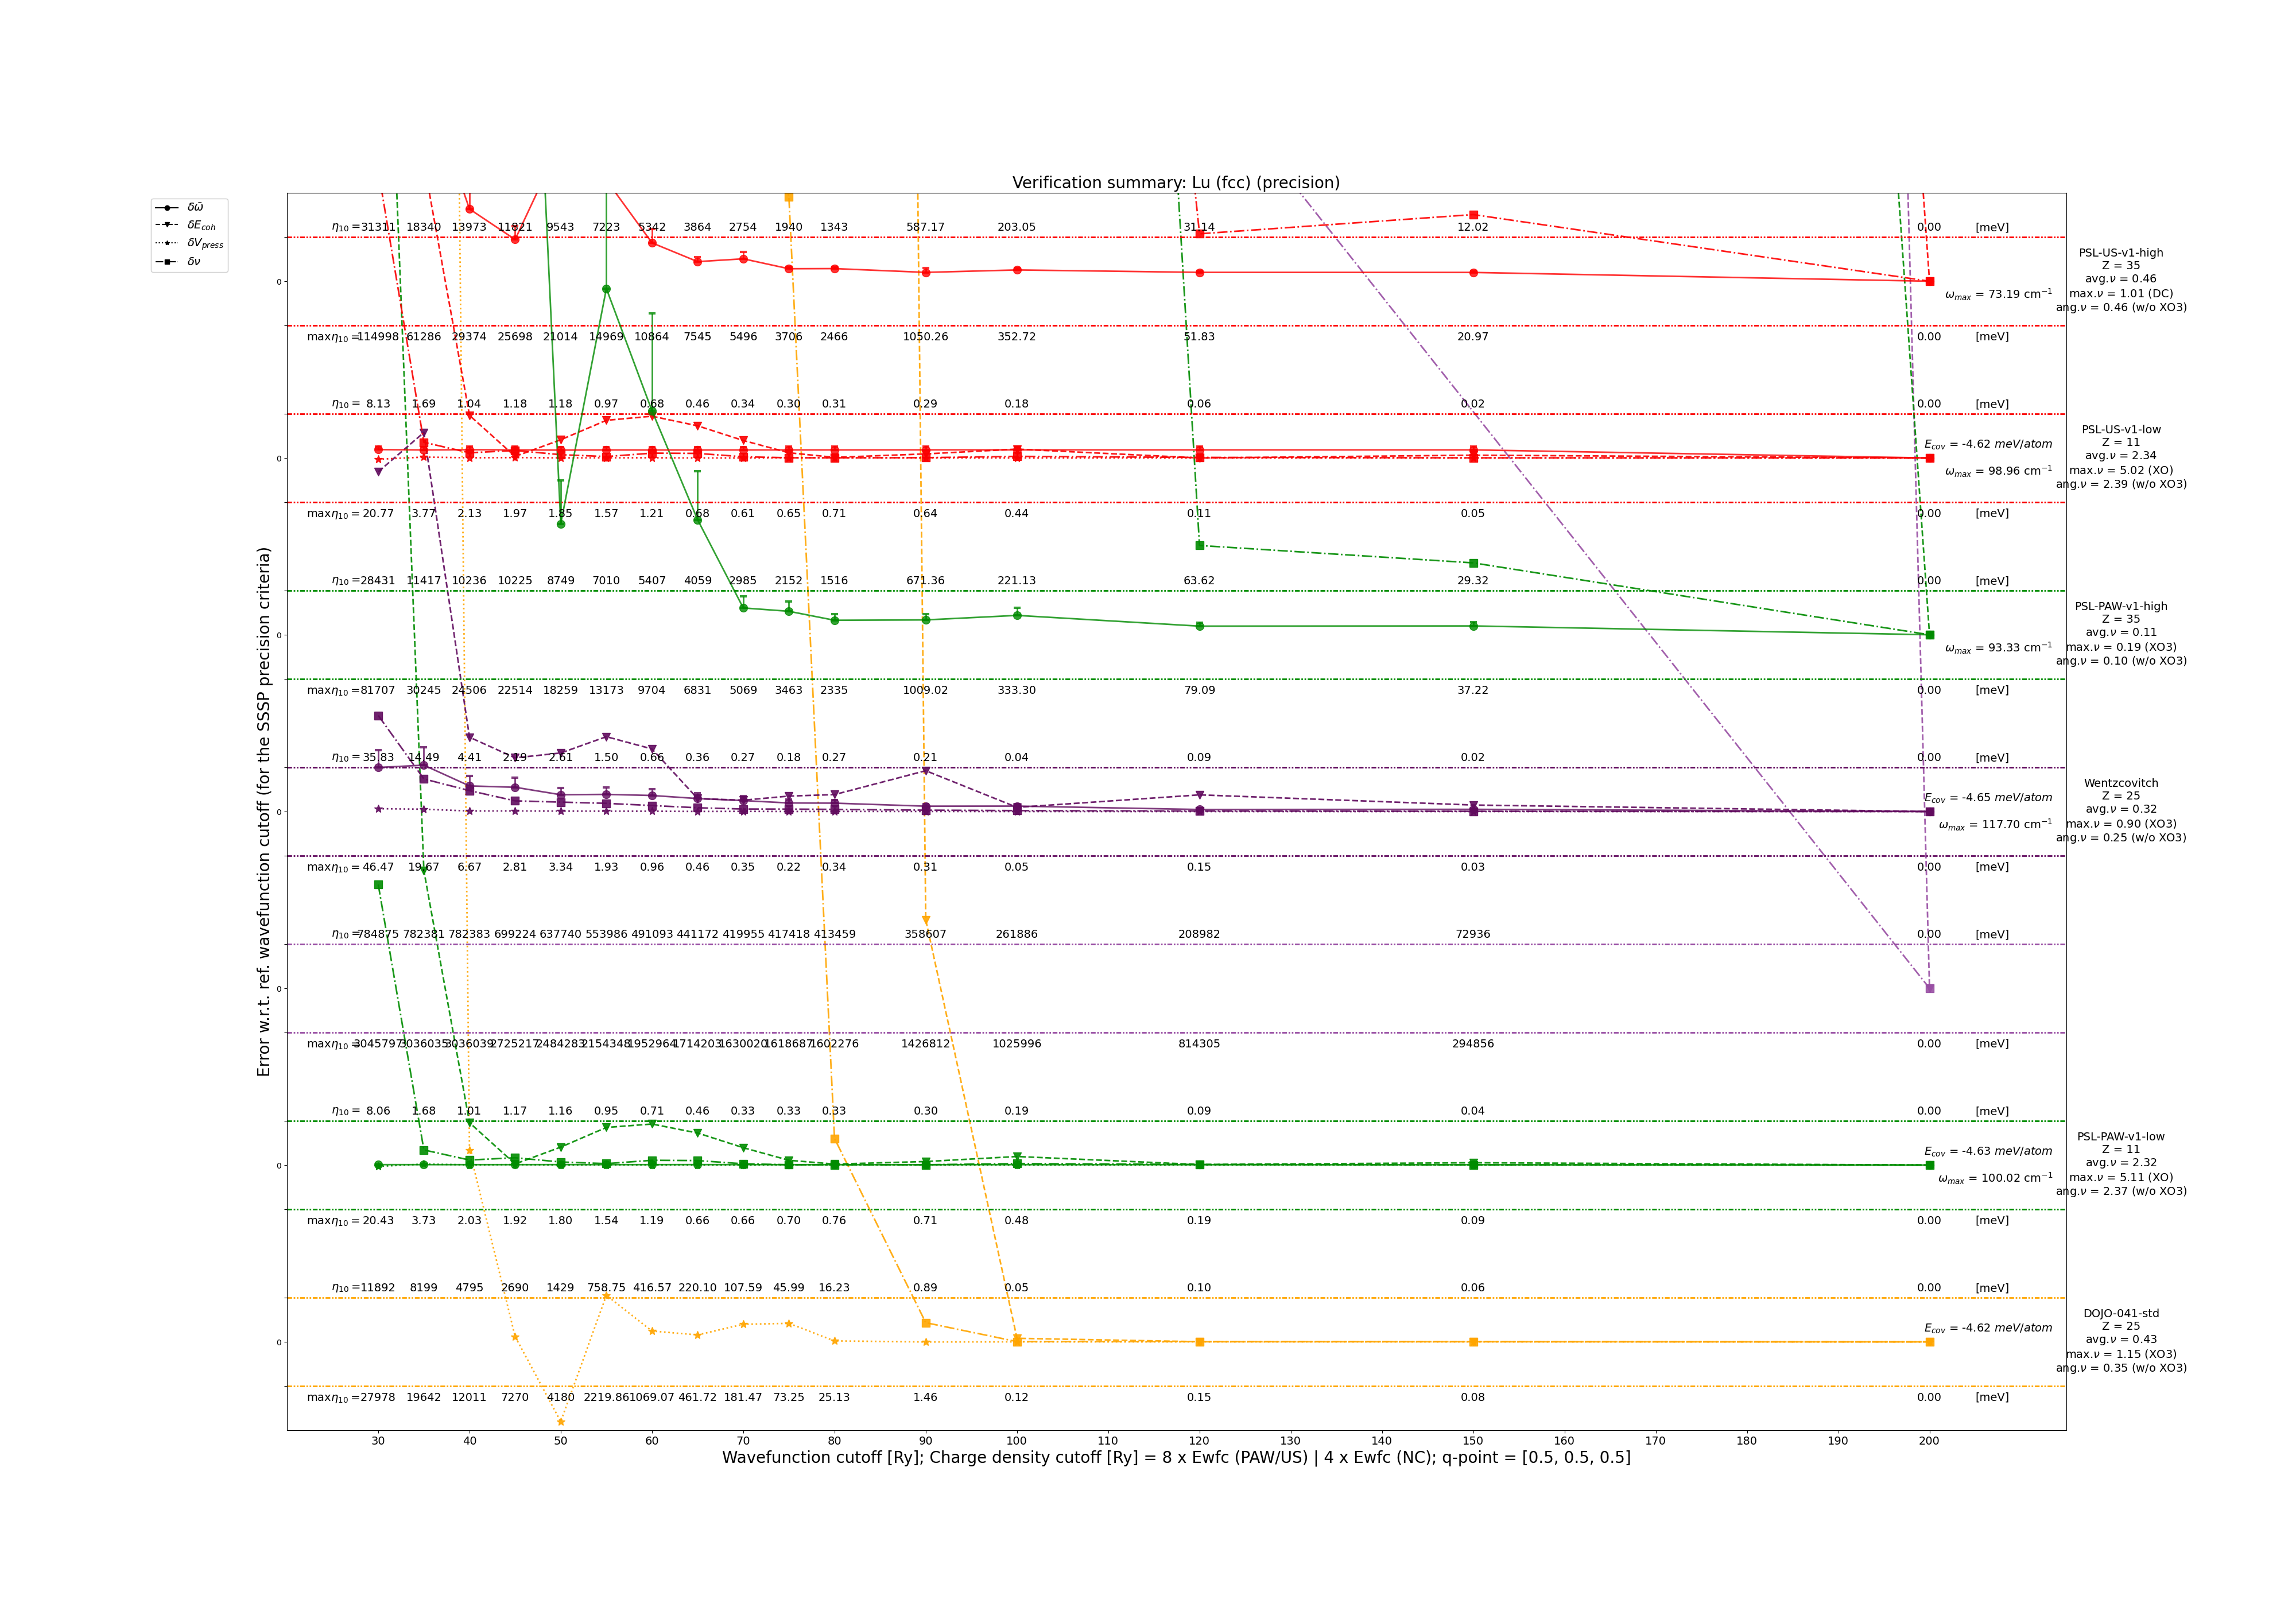 Verification summary: Lu (fcc) (precision)
δω̄
δE_coh
δV_press
δν
η₁₀ = 31311 18340 13973 11821 9543 7223 5342 3864 2754 1940 1343 587.17 203.05 31.14 12.02 0.00 [meV]
PSL-US-v1-high
Z = 35
avg.ν = 0.46
max.ν = 1.01 (DC)
ang.ν = 0.46 (w/o XO3)
0
ω_max = 73.19 cm⁻¹
maxη₁₀ = 114998 61286 29374 25698 21014 14969 10864 7545 5496 3706 2466 1050.26 352.72 51.83 20.97 0.00 [meV]
η₁₀ = 8.13 1.69 1.04 1.18 1.18 0.97 0.68 0.46 0.34 0.30 0.31 0.29 0.18 0.06 0.02 0.00 [meV]
PSL-US-v1-low
Z = 11
avg.ν = 2.34
max.ν = 5.02 (XO)
ang.ν = 2.39 (w/o XO3)
E_cov = -4.62 meV/atom
0
ω_max = 98.96 cm⁻¹
maxη₁₀ = 20.77 3.77 2.13 1.97 1.85 1.57 1.21 0.68 0.61 0.65 0.71 0.64 0.44 0.11 0.05 0.00 [meV]
η₁₀ = 28431 11417 10236 10225 8749 7010 5407 4059 2985 2152 1516 671.36 221.13 63.62 29.32 0.00 [meV]
PSL-PAW-v1-high
Z = 35
avg.ν = 0.11
max.ν = 0.19 (XO3)
ang.ν = 0.10 (w/o XO3)
0
ω_max = 93.33 cm⁻¹
maxη₁₀ = 81707 30245 24506 22514 18259 13173 9704 6831 5069 3463 2335 1009.02 333.30 79.09 37.22 0.00 [meV]
η₁₀ = 35.83 14.49 4.41 2.19 2.61 1.50 0.66 0.36 0.27 0.18 0.27 0.21 0.04 0.09 0.02 0.00 [meV]
Wentzcovitch
Z = 25
avg.ν = 0.32
max.ν = 0.90 (XO3)
ang.ν = 0.25 (w/o XO3)
E_cov = -4.65 meV/atom
0
ω_max = 117.70 cm⁻¹
maxη₁₀ = 46.47 19.67 6.67 2.81 3.34 1.93 0.96 0.46 0.35 0.22 0.34 0.31 0.05 0.15 0.03 0.00 [meV]
η₁₀ = 784875 782381 782383 699224 637740 553986 491093 441172 419955 417418 413459 358607 261886 208982 72936 0.00 [meV]
0
maxη₁₀ = 3045797 3036035 3036039 2725217 2484283 2154348 1952964 1714203 1630020 1618687 1602276 1426812 1025996 814305 294856 0.00 [meV]
η₁₀ = 8.06 1.68 1.01 1.17 1.16 0.95 0.71 0.46 0.33 0.33 0.33 0.30 0.19 0.09 0.04 0.00 [meV]
PSL-PAW-v1-low
Z = 11
avg.ν = 2.32
max.ν = 5.11 (XO)
ang.ν = 2.37 (w/o XO3)
E_cov = -4.63 meV/atom
0
ω_max = 100.02 cm⁻¹
maxη₁₀ = 20.43 3.73 2.03 1.92 1.80 1.54 1.19 0.66 0.66 0.70 0.76 0.71 0.48 0.19 0.09 0.00 [meV]
η₁₀ = 11892 8199 4795 2690 1429 758.75 416.57 220.10 107.59 45.99 16.23 0.89 0.05 0.10 0.06 0.00 [meV]
DOJO-041-std
Z = 25
avg.ν = 0.43
max.ν = 1.15 (XO3)
ang.ν = 0.35 (w/o XO3)
E_cov = -4.62 meV/atom
0
maxη₁₀ = 27978 19642 12011 7270 4180 2219.86 1069.07 461.72 181.47 73.25 25.13 1.46 0.12 0.15 0.08 0.00 [meV]
30 40 50 60 70 80 90 100 110 120 130 140 150 160 170 180 190 200
Wavefunction cutoff [Ry]; Charge density cutoff [Ry] = 8 x Ewfc (PAW/US) | 4 x Ewfc (NC); q-point = [0.5, 0.5, 0.5]
Error w.r.t. ref. wavefunction cutoff (for the SSSP precision criteria)